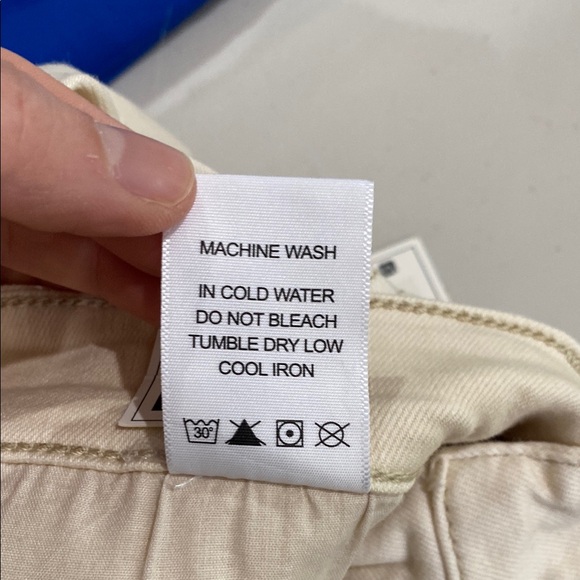 MACHINE WASH
IN COLD WATER
DO NOT BLEACH
TUMBLE DRY LOW
COOL IRON
30°